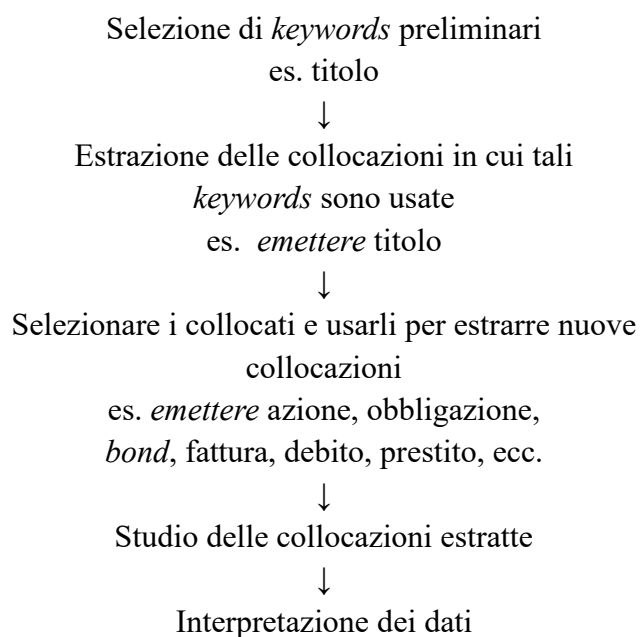 Selezione di keywords preliminari
es. titolo
↓
Estrazione delle collocazioni in cui tali
keywords sono usate
es. emettere titolo
↓
Selezionare i collocati e usarli per estrarre nuove
collocazioni
es. emettere azione, obbligazione,
bond, fattura, debito, prestito, ecc.
↓
Studio delle collocazioni estratte
↓
Interpretazione dei dati